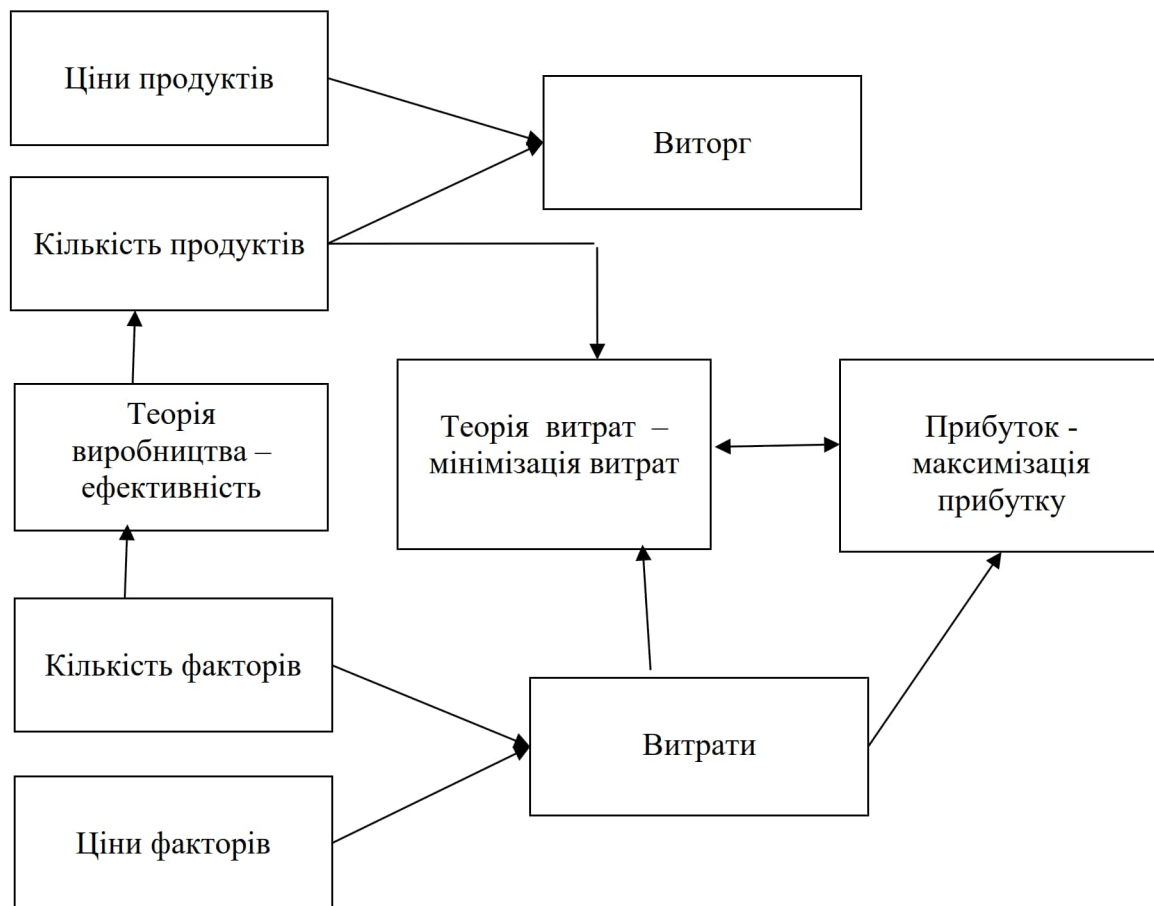 Ціни продуктів
Виторг
Кількість продуктів
Теорія
виробництва –
ефективність
Теорія витрат –
мінімізація витрат
Прибуток -
максимізація
прибутку
Кількість факторів
Витрати
Ціни факторів